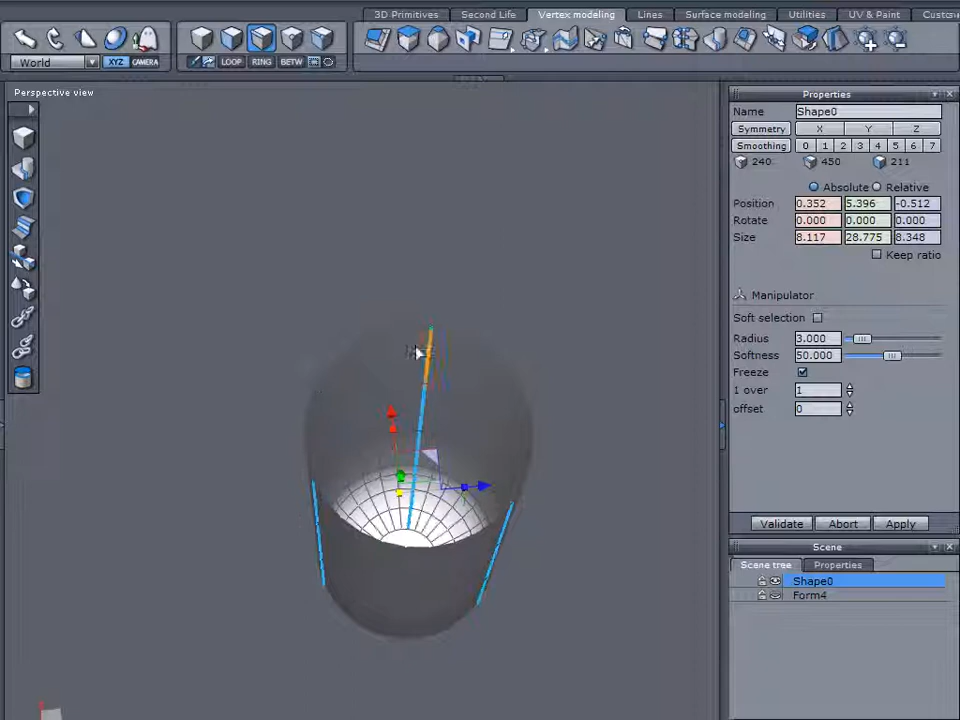 3D Primitives Second Life Vertex modeling Lines Surface modeling Utilities UV & Paint Custom
World XYZ CAMERA LOOP RING BETW
Perspective view
Properties
Name Shape0
Symmetry X Y Z
Smoothing 0 1 2 3 4 5 6 7
240 450 211
Absolute Relative
Position 0.352 5.396 -0.512
Rotate 0.000 0.000 0.000
Size 8.117 28.775 8.348
Keep ratio
Manipulator
Soft selection
Radius 3.000
Softness 50.000
Freeze
1 over 1
offset 0
Validate Abort Apply
Scene
Scene tree Properties
Shape0
Form4